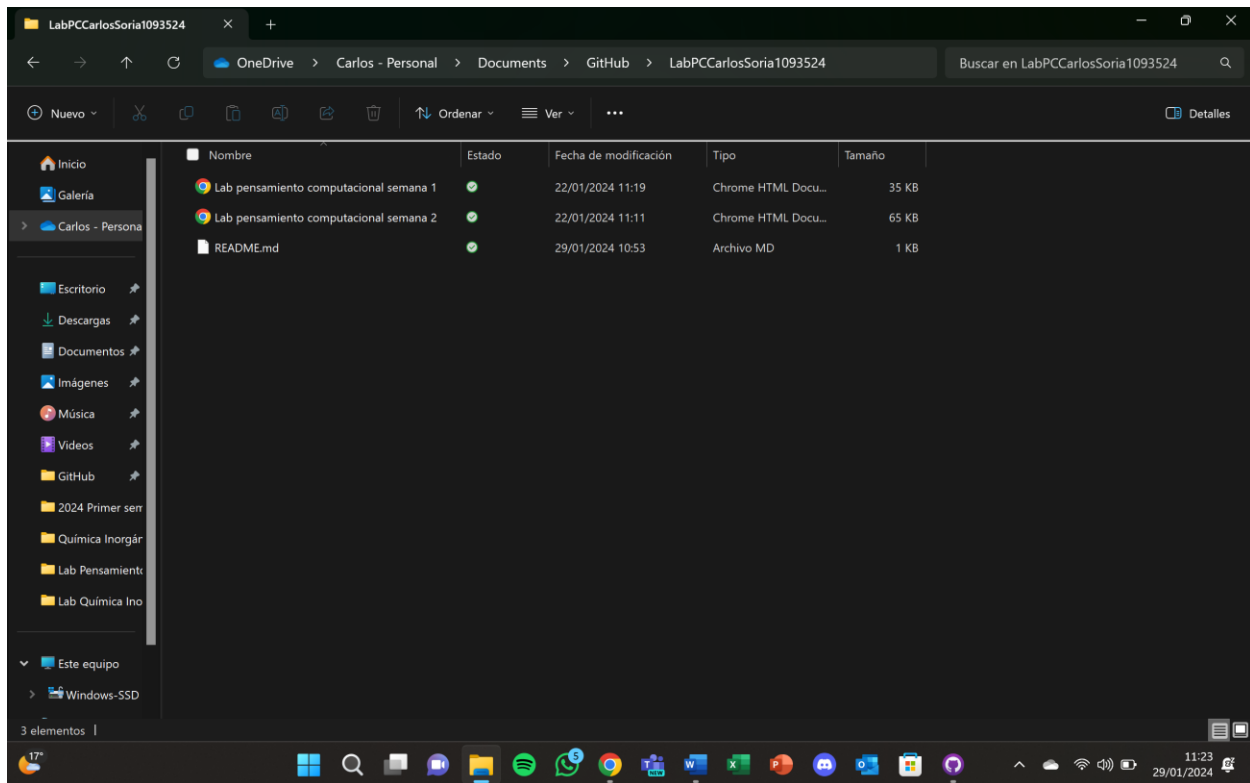 LabPCCarlosSoria1093524
OneDrive > Carlos - Personal > Documents > GitHub > LabPCCarlosSoria1093524
Buscar en LabPCCarlosSoria1093524
Nuevo
Ordenar
Ver
Detalles
Nombre Estado Fecha de modificación Tipo Tamaño
Lab pensamiento computacional semana 1 22/01/2024 11:19 Chrome HTML Docu... 35 KB
Lab pensamiento computacional semana 2 22/01/2024 11:11 Chrome HTML Docu... 65 KB
README.md 29/01/2024 10:53 Archivo MD 1 KB
Inicio
Galería
Carlos - Persona
Escritorio
Descargas
Documentos
Imágenes
Música
Videos
GitHub
2024 Primer sem
Química Inorgár
Lab Pensamiento
Lab Química Ino
Este equipo
Windows-SSD
3 elementos
17°
5
NEW
11:23
29/01/2024